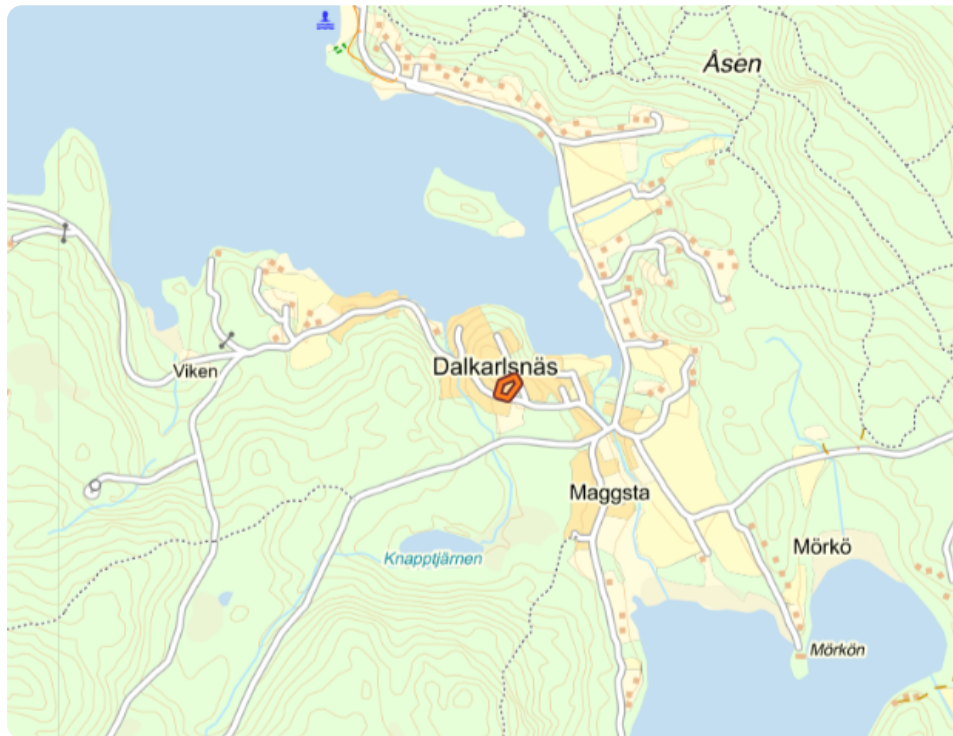 Åsen
Dalkarlsnäs
Viken
Maggsta
Mörkö
Knapptjärnen
Mörkön